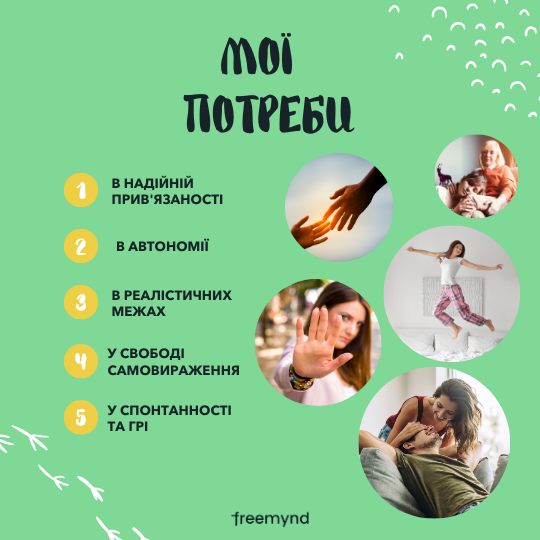 МОЇ
ПОТРЕБИ
1
В НАДІЙНІЙ
ПРИВ'ЯЗАНОСТІ
2
В АВТОНОМІЇ
3
В РЕАЛІСТИЧНИХ
МЕЖАХ
4
У СВОБОДІ
САМОВИРАЖЕННЯ
5
У СПОНТАННОСТІ
ТА ГРІ
freemynd